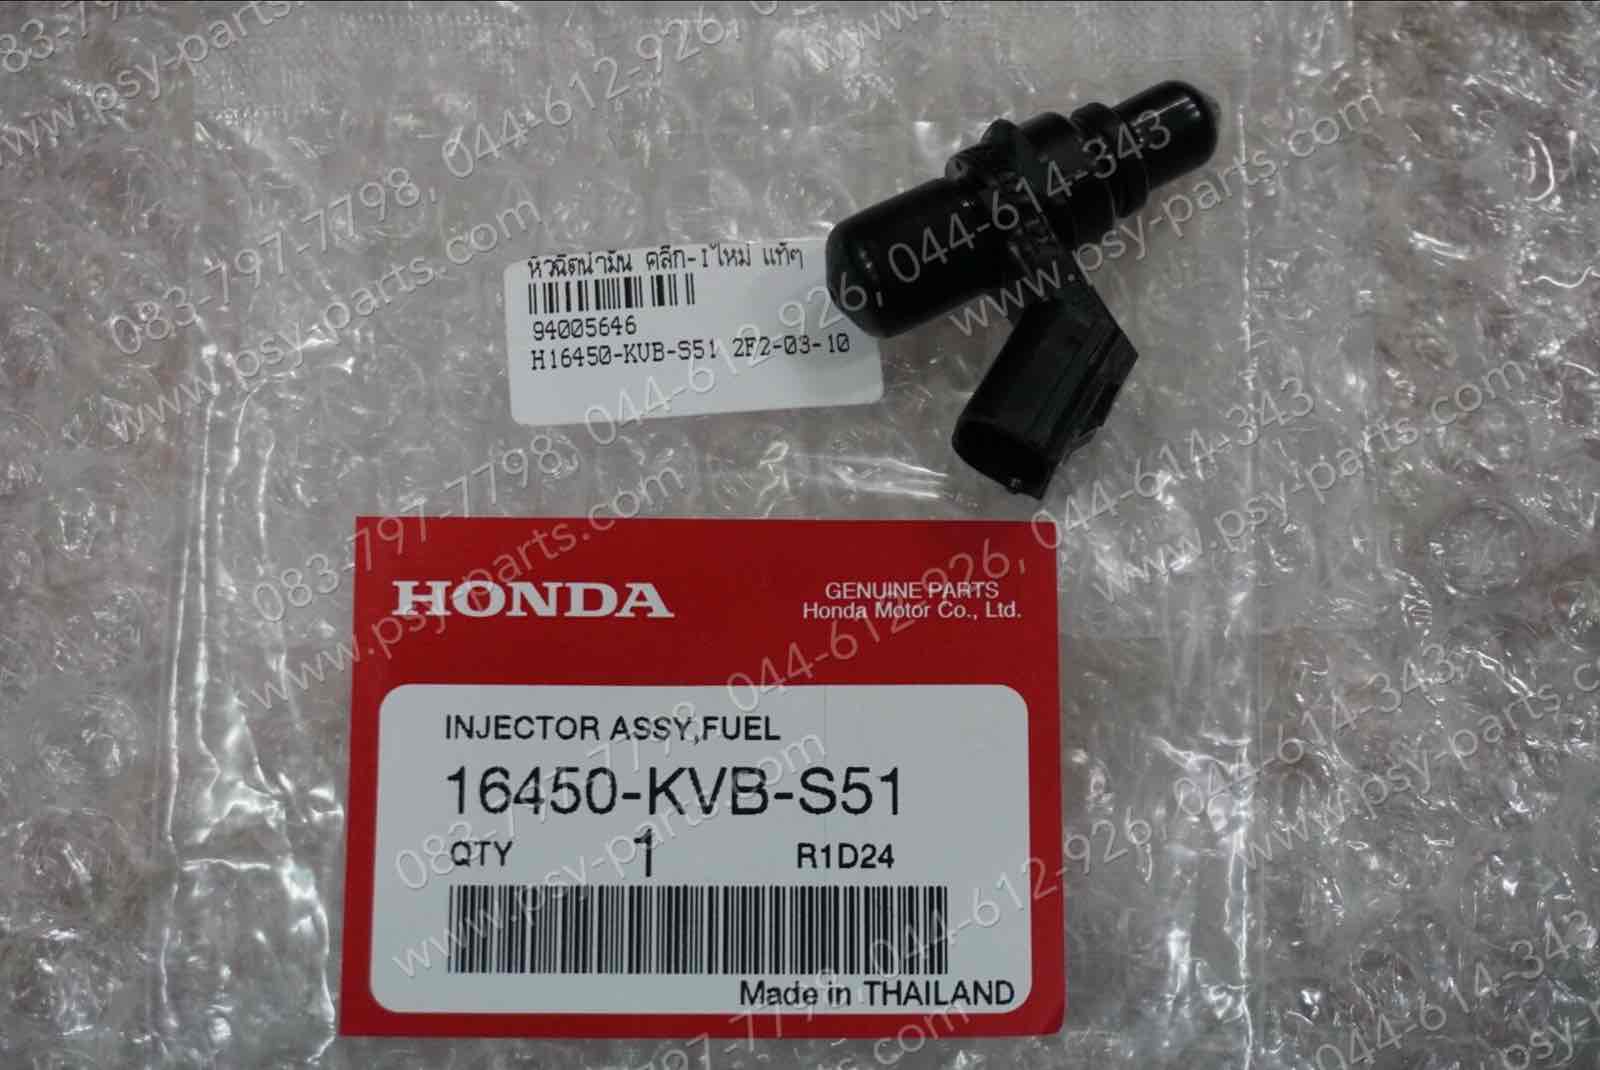 หัวฉีดน้ำมัน คลิ๊ก-iใหม่ แท้ๆ
94005646
H16450-KVB-S51 2F2-03-10
HONDA
GENUINE PARTS
Honda Motor Co., Ltd.
INJECTOR ASSY,FUEL
16450-KVB-S51
QTY 1 R1D24
Made in THAILAND
083-797-7798, 044-612-926, 044-614-343
www.psy-parts.com